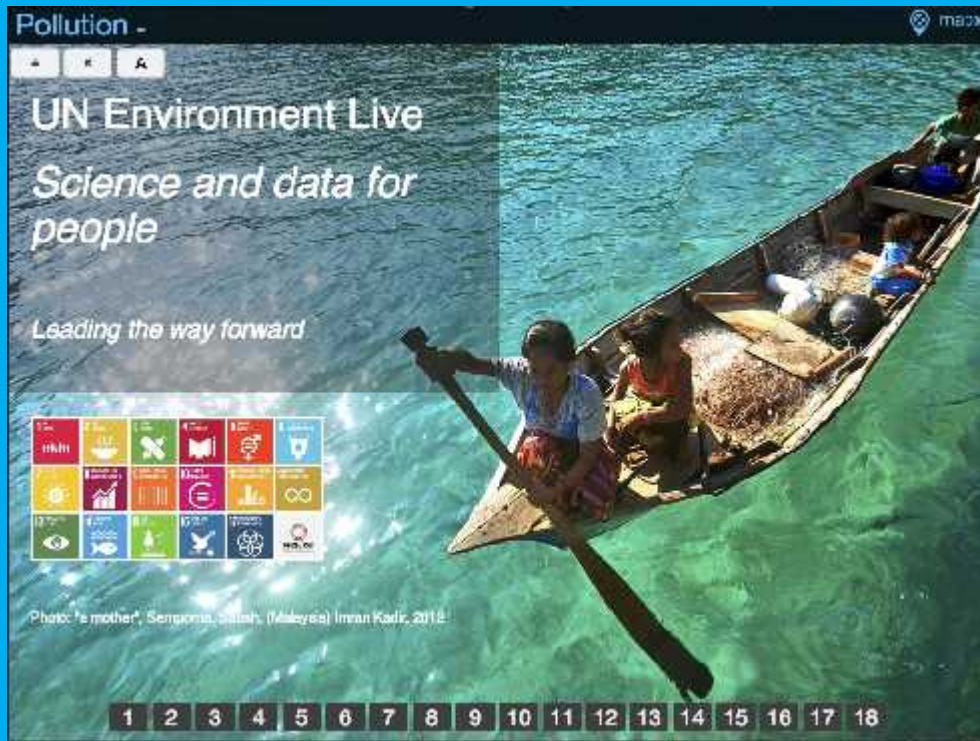 Pollution
A
UN Environment Live
Science and data for
people
Leading the way forward
Photo: "a mother", Semporna, Sabah, (Malaysia) Imran Kadir, 2012
1 2 3 4 5 6 7 8 9 10 11 12 13 14 15 16 17 18